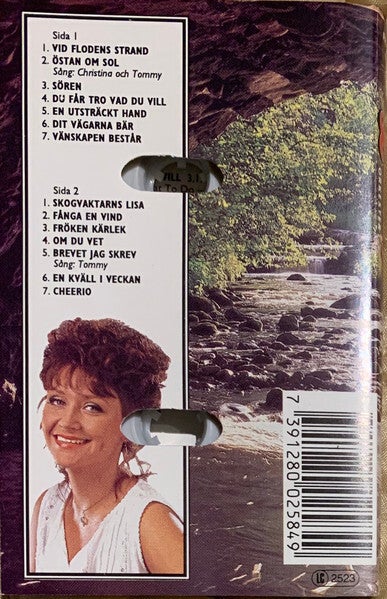 Sida 1
1. VID FLODENS STRAND
2. ÖSTAN OM SOL
Sång: Christina och Tommy
3. SÖREN
4. DU FÅR TRO VAD DU VILL
5. EN UTSTRÄCKT HAND
6. DIT VÄGARNA BÄR
7. VÄNSKAPEN BESTÅR
Sida 2
1. SKOGVAKTARNS LISA
2. FÅNGA EN VIND
3. FRÖKEN KÄRLEK
4. OM DU VET
5. BREVET JAG SKREV
Sång: Tommy
6. EN KVÄLL I VECKAN
7. CHEERIO
7 391280 025849
LC 2523